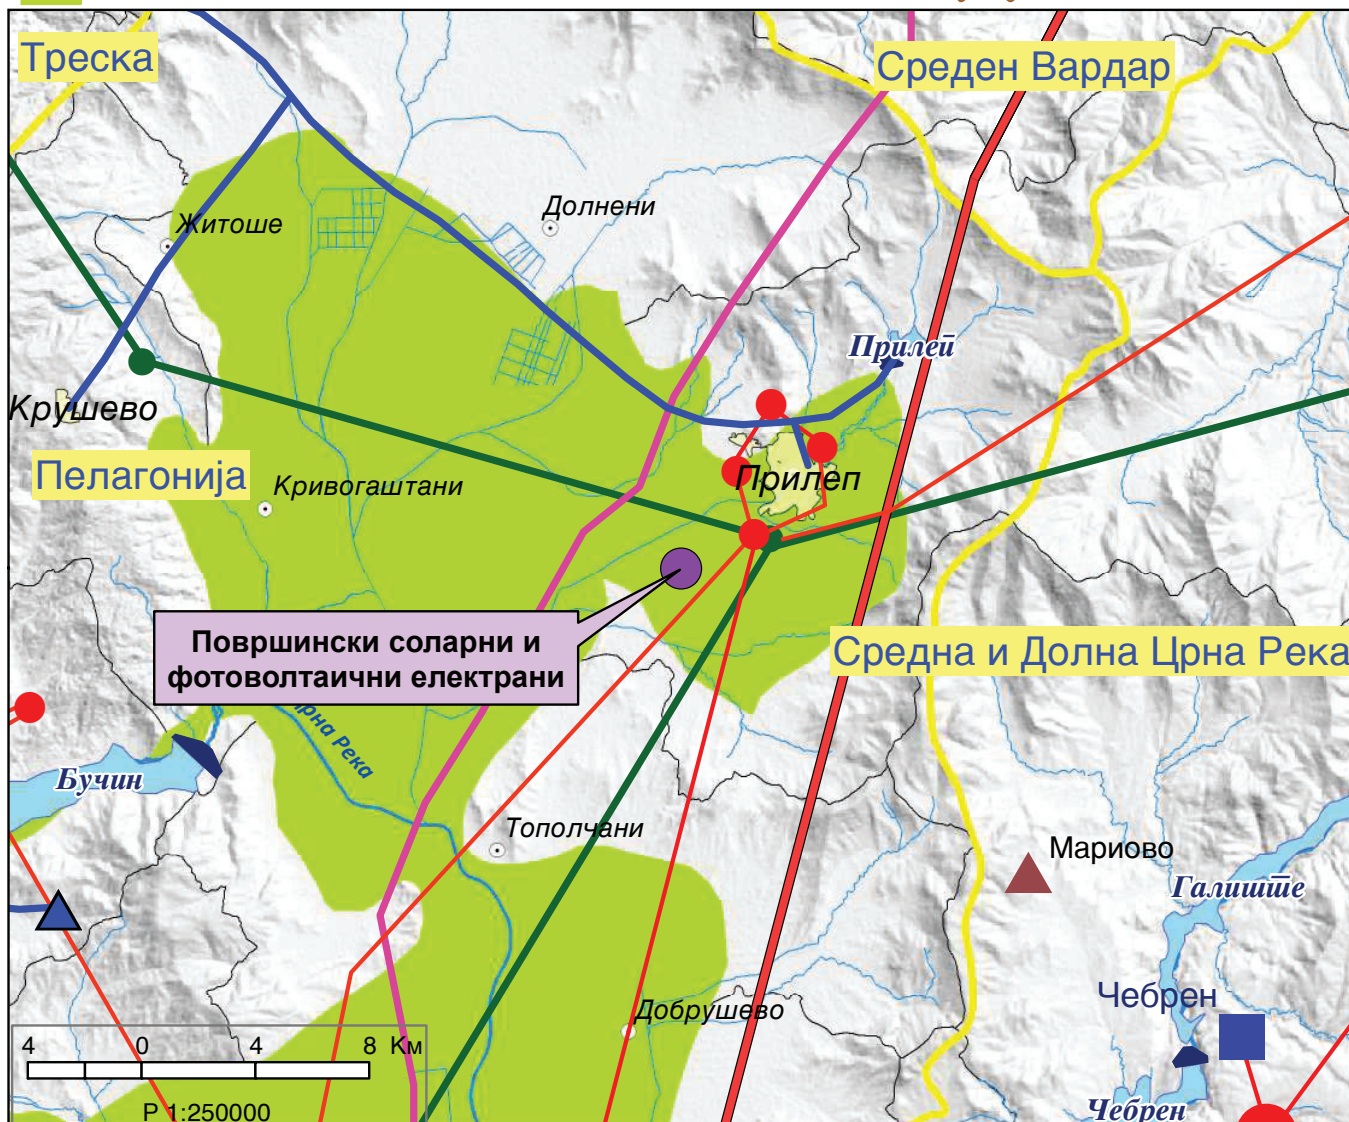 Треска
Среден Вардар
Житоше
Долнени
Прилеп
Крушево
Пелагонија
Кривогаштани
Прилеп
Површински соларни и
фотоволтаични електрани
Средна и Долна Црна Река
Црна Река
Бучин
Тополчани
Мариово
Галиште
Чебрен
Добрушево
4 0 4 8 Км
Р 1:250000
Чебрен